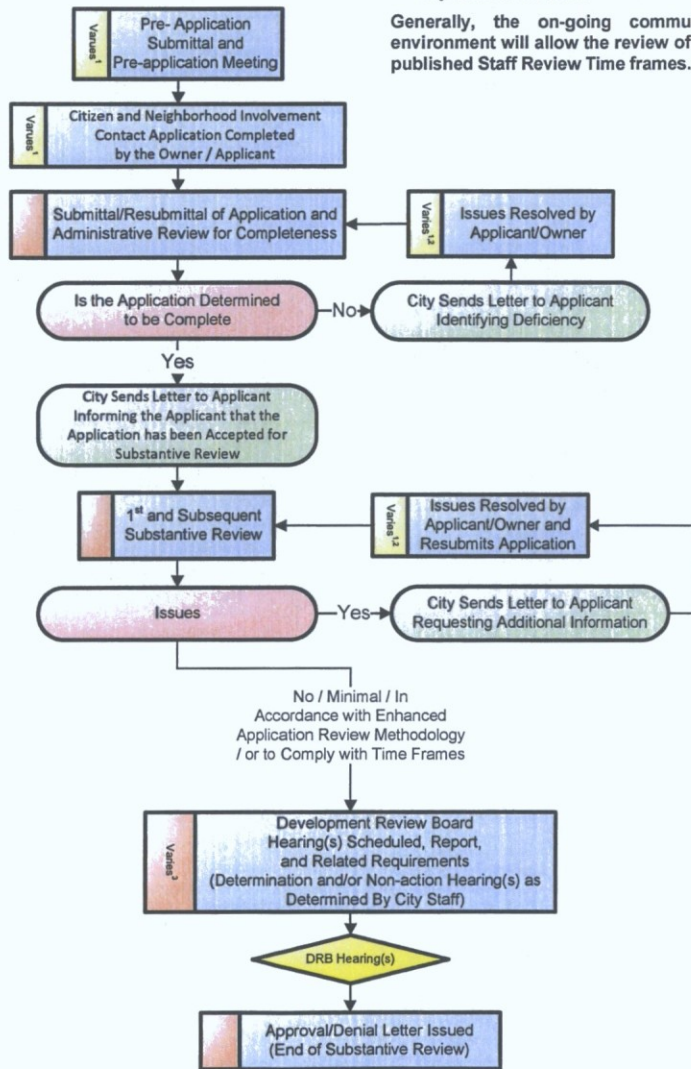 Generally, the on-going commu
environment will allow the review of
published Staff Review Time frames.
Varues¹
Pre- Application
Submittal and
Pre-application Meeting
Varues¹
Citizen and Neighborhood Involvement
Contact Application Completed
by the Owner / Applicant
Submittal/Resubmittal of Application and
Administrative Review for Completeness
Varies¹,²
Issues Resolved by
Applicant/Owner
Is the Application Determined
to be Complete
No
City Sends Letter to Applicant
Identifying Deficiency
Yes
City Sends Letter to Applicant
Informing the Applicant that the
Application has been Accepted for
Substantive Review
1st and Subsequent
Substantive Review
Varies¹,²
Issues Resolved by
Applicant/Owner and
Resubmits Application
Issues
Yes
City Sends Letter to Applicant
Requesting Additional Information
No / Minimal / In
Accordance with Enhanced
Application Review Methodology
/ or to Comply with Time Frames
Varies³
Development Review Board
Hearing(s) Scheduled, Report,
and Related Requirements
(Determination and/or Non-action Hearing(s) as
Determined By City Staff)
DRB Hearing(s)
Approval/Denial Letter Issued
(End of Substantive Review)